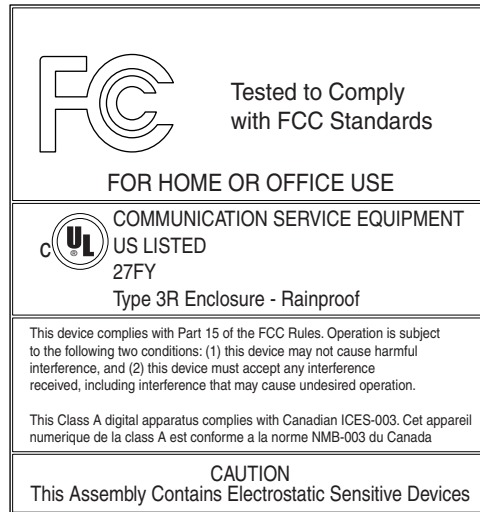 FCC
Tested to Comply
with FCC Standards
FOR HOME OR OFFICE USE
COMMUNICATION SERVICE EQUIPMENT
C UL ® US LISTED
27FY
Type 3R Enclosure - Rainproof
This device complies with Part 15 of the FCC Rules. Operation is subject
to the following two conditions: (1) this device may not cause harmful
interference, and (2) this device must accept any interference
received, including interference that may cause undesired operation.
This Class A digital apparatus complies with Canadian ICES-003. Cet appareil
numerique de la class A est conforme a la norme NMB-003 du Canada
CAUTION
This Assembly Contains Electrostatic Sensitive Devices